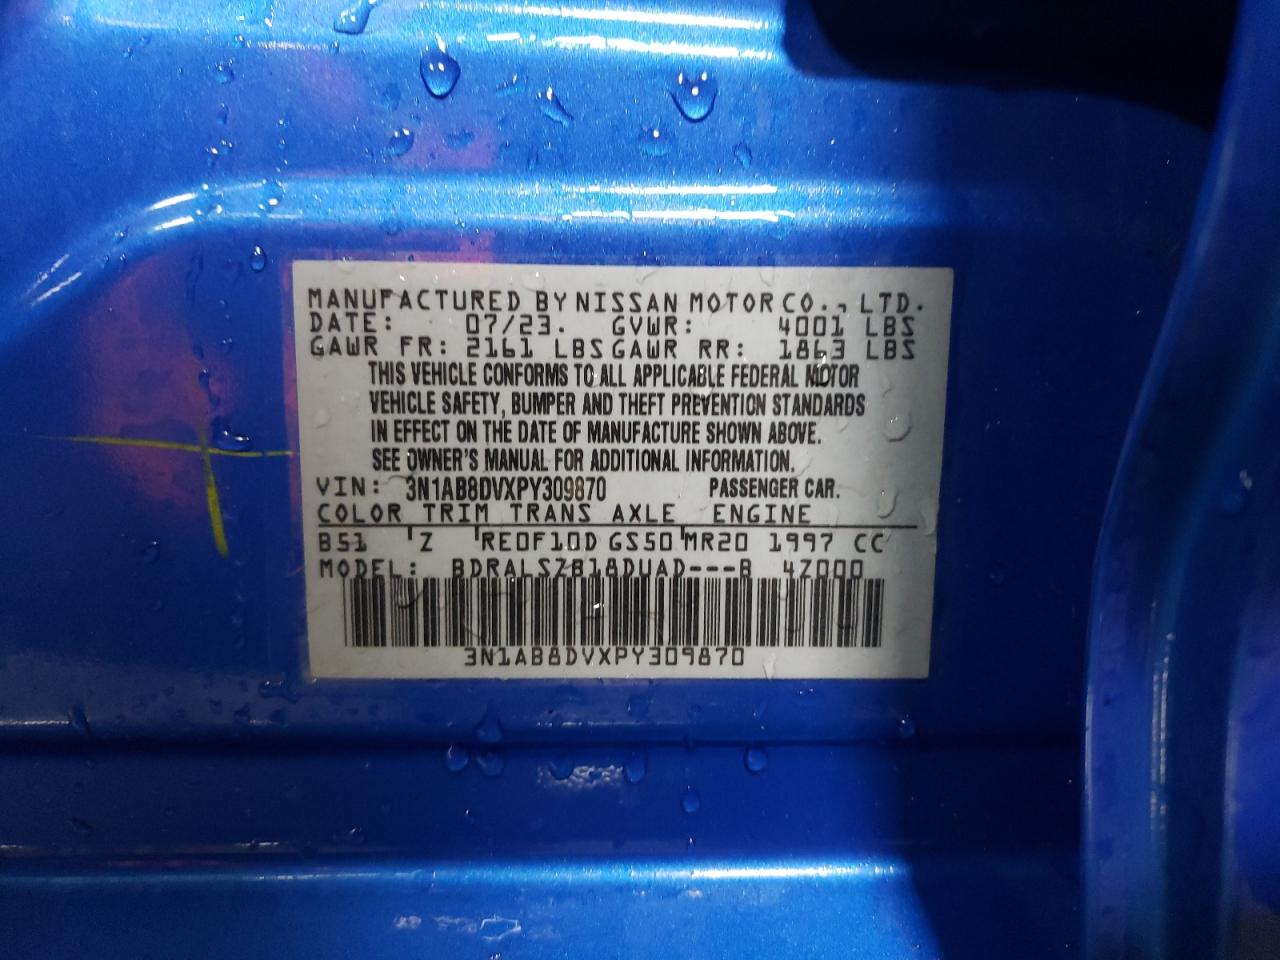 MANUFACTURED BY NISSAN MOTOR CO., LTD.
DATE: 07/23. GVWR: 4001 LBS
GAWR FR: 2161 LBS GAWR RR: 1863 LBS
THIS VEHICLE CONFORMS TO ALL APPLICABLE FEDERAL MOTOR
VEHICLE SAFETY, BUMPER AND THEFT PREVENTION STANDARDS
IN EFFECT ON THE DATE OF MANUFACTURE SHOWN ABOVE.
SEE OWNER'S MANUAL FOR ADDITIONAL INFORMATION.
VIN: 3N1AB8DVXPY309870 PASSENGER CAR.
COLOR TRIM TRANS AXLE ENGINE
B51 Z RE0F10D GS50 MR20 1997 CC
MODEL: BDRALSZB18DUAD---B 4Z000
3N1AB8DVXPY309870